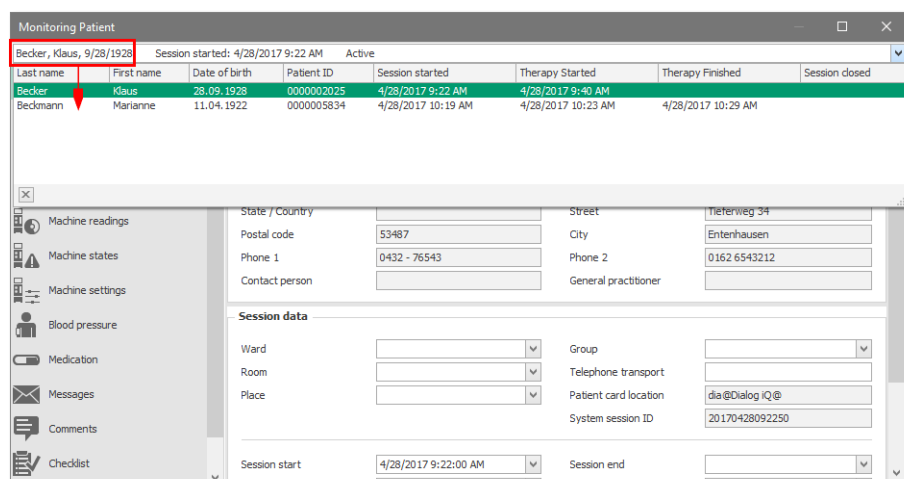 Monitoring Patient
Becker, Klaus, 9/28/1928 Session started: 4/28/2017 9:22 AM Active
Last name First name Date of birth Patient ID Session started Therapy Started Therapy Finished Session closed
Becker Klaus 28.09.1928 0000002025 4/28/2017 9:22 AM 4/28/2017 9:40 AM
Beckmann Marianne 11.04.1922 0000005834 4/28/2017 10:19 AM 4/28/2017 10:23 AM 4/28/2017 10:29 AM
State / Country Street Tieferweg 34
Machine readings
Postal code 53487 City Entenhausen
Machine states
Phone 1 0432 - 76543 Phone 2 0162 6543212
Contact person General practitioner
Machine settings
Session data
Blood pressure
Ward Group
Medication
Room Telephone transport
Messages
Place Patient card location dia@Dialog iQ@
System session ID 20170428092250
Comments
Checklist
Session start 4/28/2017 9:22:00 AM Session end